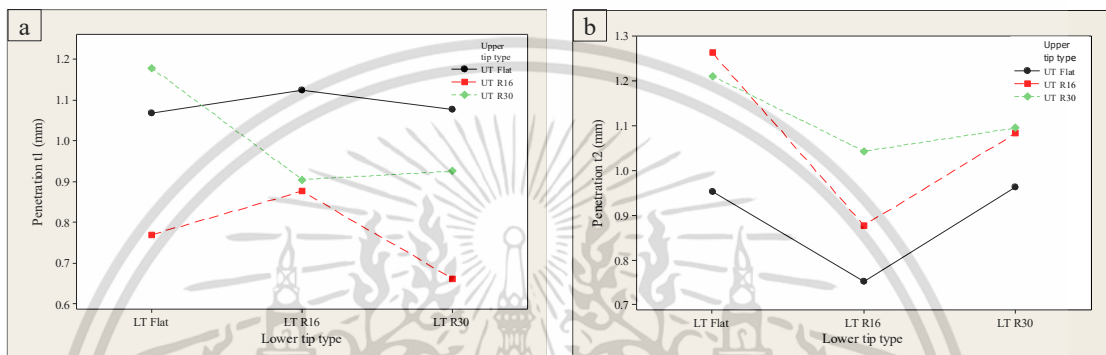 a
Upper
tip type
UT Flat
UT R16
UT R30
1.2
1.1
1.0
0.9
0.8
0.7
0.6
Penetration t1 (mm)
LT Flat
LT R16
LT R30
Lower tip type
b
Upper
tip type
UT Flat
UT R16
UT R30
1.3
1.2
1.1
1.0
0.9
0.8
0.7
Penetration t2 (mm)
LT Flat
LT R16
LT R30
Lower tip type